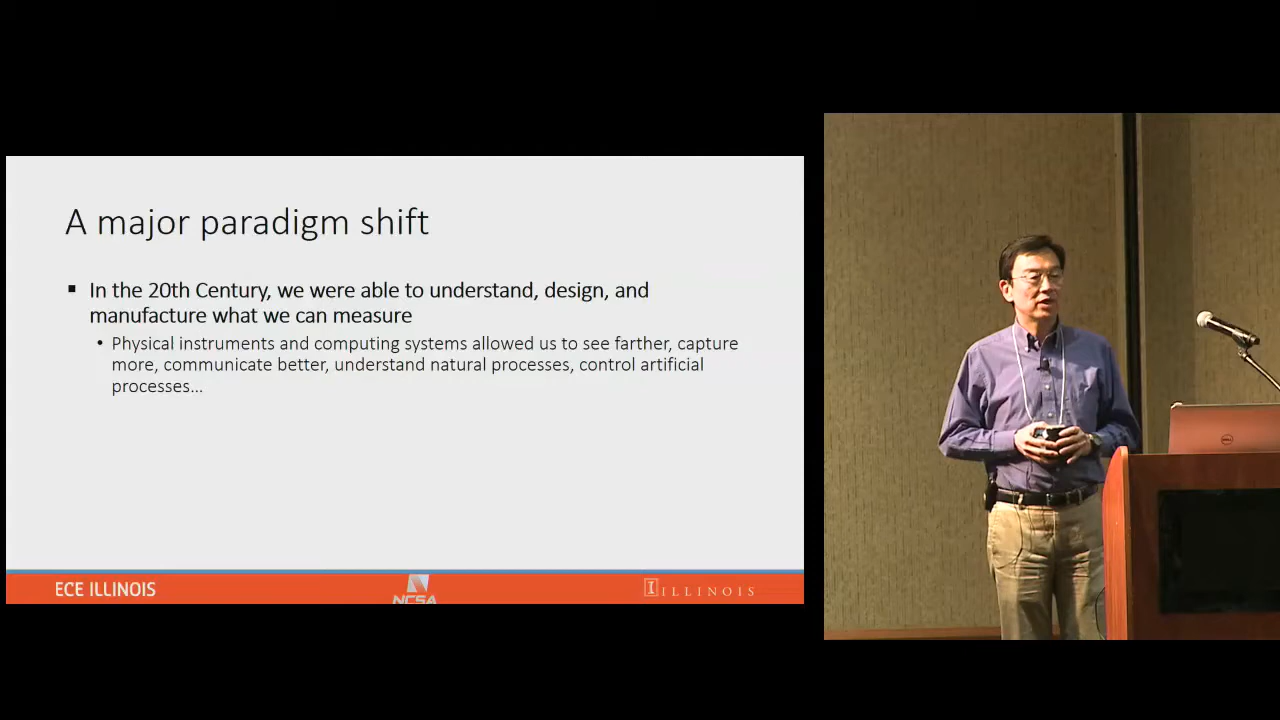 A major paradigm shift
▪ In the 20th Century, we were able to understand, design, and
manufacture what we can measure
• Physical instruments and computing systems allowed us to see farther, capture
more, communicate better, understand natural processes, control artificial
processes…
ECE ILLINOIS
NCSA
I ILLINOIS
DELL